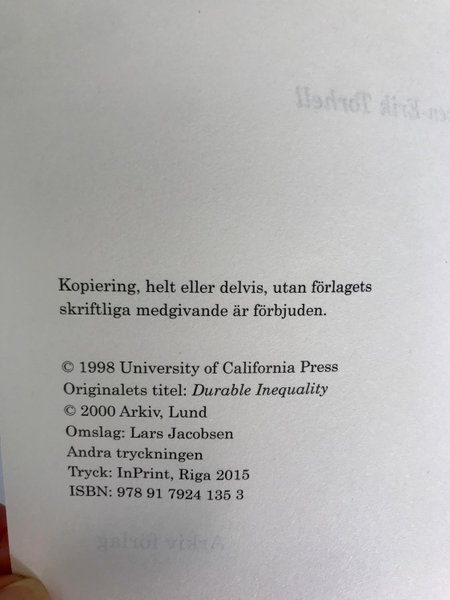 Kopiering, helt eller delvis, utan förlagets
skriftliga medgivande är förbjuden.
© 1998 University of California Press
Originalets titel: Durable Inequality
© 2000 Arkiv, Lund
Omslag: Lars Jacobsen
Andra tryckningen
Tryck: InPrint, Riga 2015
ISBN: 978 91 7924 135 3